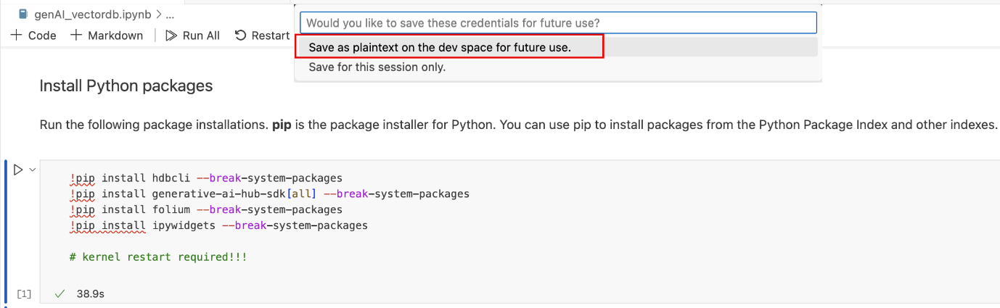 genAI_vectordb.ipynb > ...
Would you like to save these credentials for future use?
+ Code + Markdown Run All Restart
Save as plaintext on the dev space for future use.
Save for this session only.
Install Python packages
Run the following package installations. pip is the package installer for Python. You can use pip to install packages from the Python Package Index and other indexes.
!pip install hdbcli --break-system-packages
!pip install generative-ai-hub-sdk[all] --break-system-packages
!pip install folium --break-system-packages
!pip install ipywidgets --break-system-packages
# kernel restart required!!!
[1] ✓ 38.9s